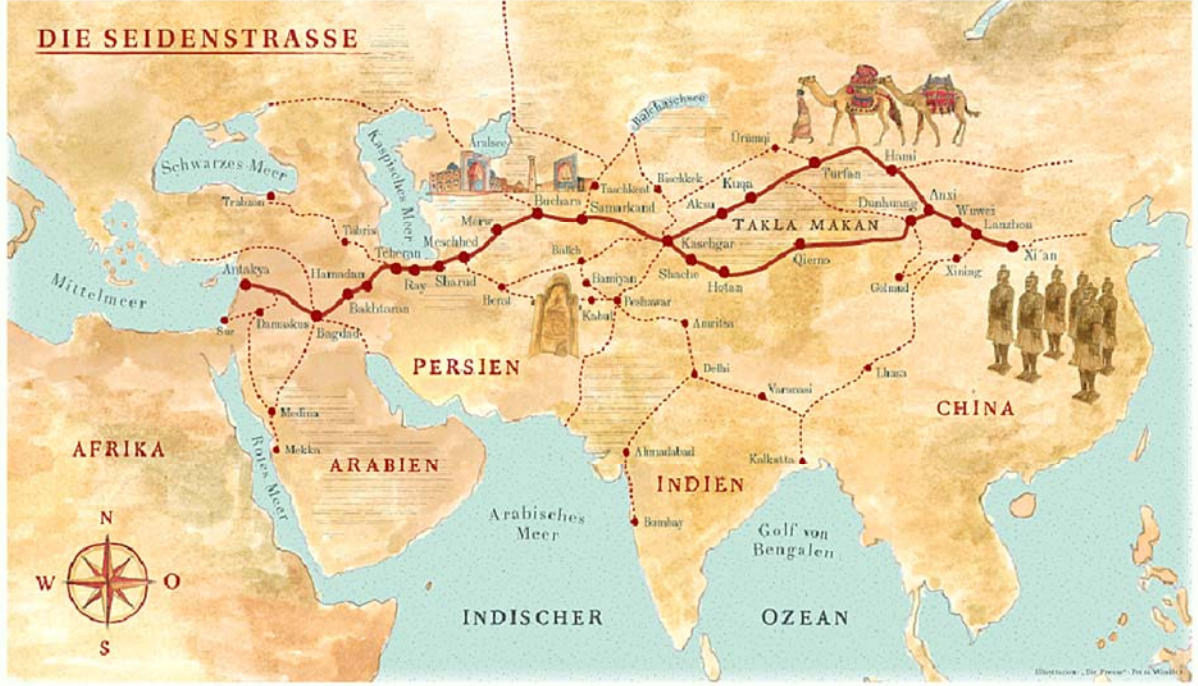 DIE SEIDENSTRASSE
Balchaschsee
Aralsee
Ürümqi
Schwarzes Meer
Kaspisches Meer
Turfan
Hami
Taschkent
Bischkek
Kuqa
Trabzon
Buchara
Samarkand
Aksu
Dunhuang
Anxi
Wuwei
Lanzhou
Merw
TAKLA MAKAN
Täbris
Teheran
Meschhed
Kaschgar
Xi'an
Balch
Qiemo
Antakya
Hamadan
Ray
Sharud
Bamiyan
Shache
Hotan
Xining
Golmud
Mittelmeer
Herat
Bakhtaran
Kabul
Peshawar
Sur
Damaskus
Bagdad
Amritsa
PERSIEN
Delhi
Lhasa
Varanasi
Medina
CHINA
AFRIKA
Mekka
Ahmadabad
Kalkutta
ARABIEN
Rotes Meer
INDIEN
Arabisches
Meer
Bombay
Golf von
Bengalen
N
W
O
S
INDISCHER
OZEAN